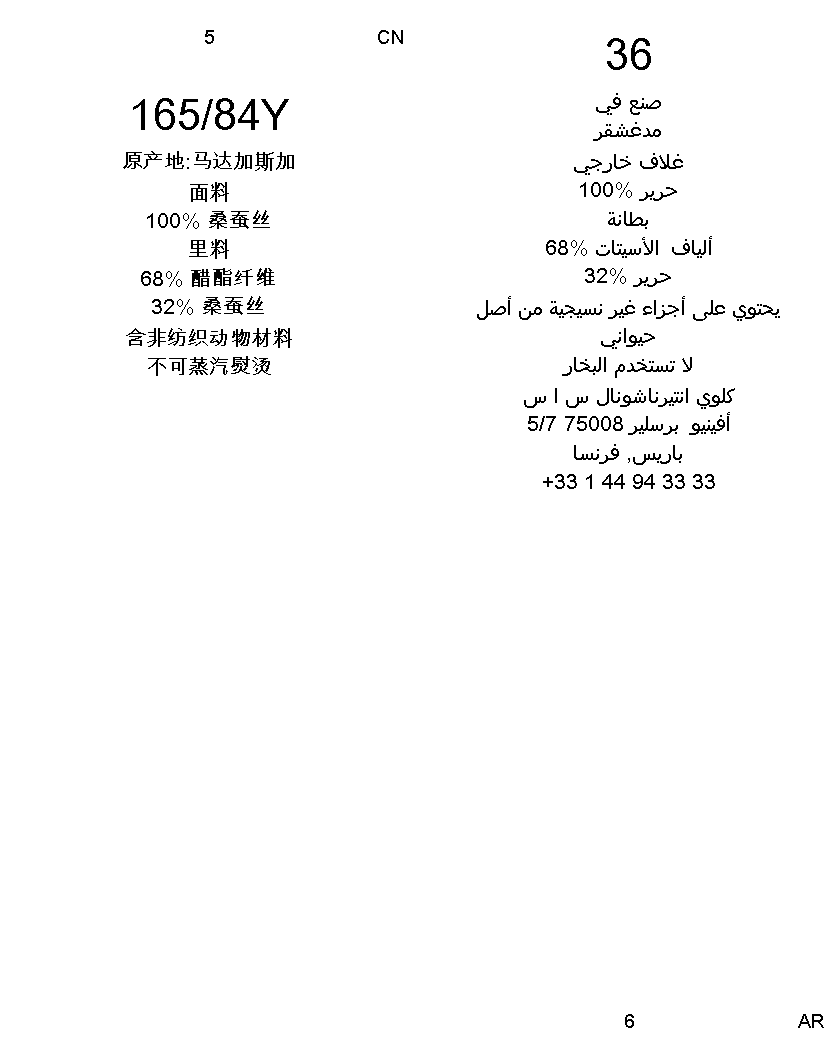 5
CN
165/84Y
原产地:马达加斯加
面料
100% 桑蚕丝
里料
68% 醋酯纤维
32% 桑蚕丝
含非纺织动物材料
不可蒸汽熨烫
36
صنع في
مدغشقر
غلاف خارجي
حرير %100
بطانة
ألياف الأسيتات %68
حرير %32
يحتوي على أجزاء غير نسيجية من أصل
حيواني
لا تستخدم البخار
كلوي انتيرناشونال س ا س
أفينيو برسلير 75008 5/7
باريس, فرنسا
+33 1 44 94 33 33
6
AR